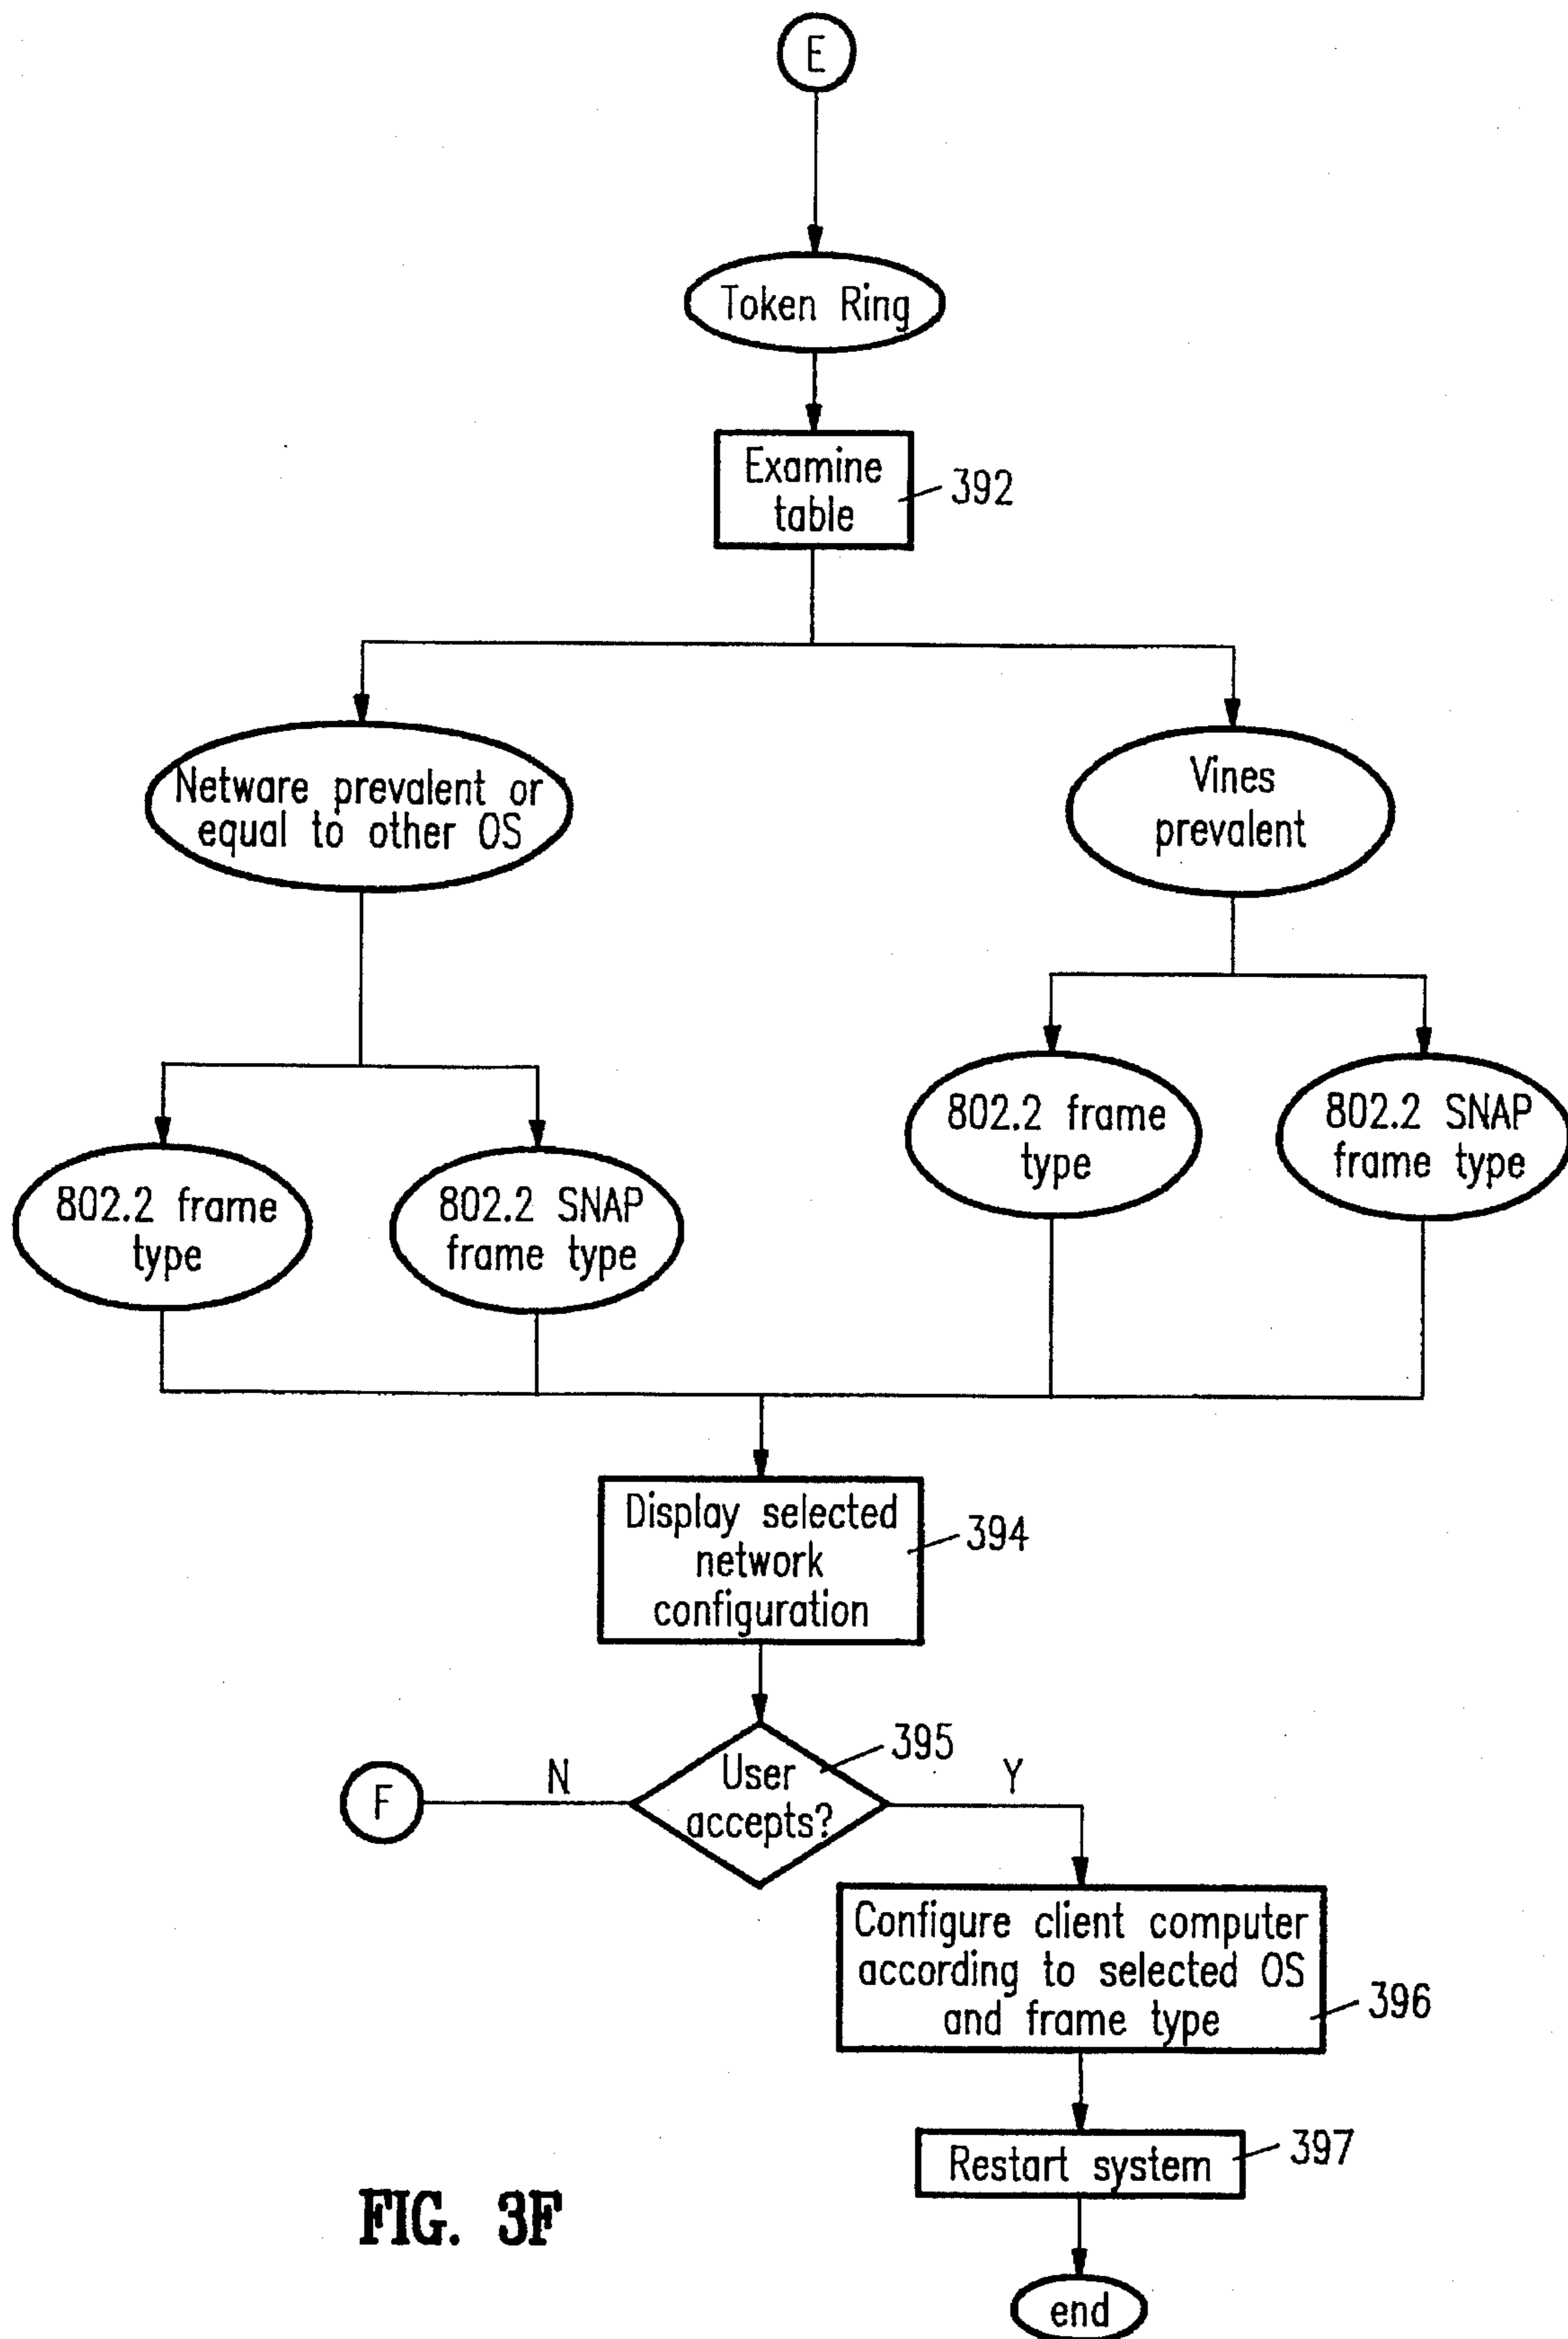 E
Token Ring
Examine
table
392
Netware prevalent or
equal to other OS
Vines
prevalent
802.2 frame
type
802.2 SNAP
frame type
802.2 frame
type
802.2 SNAP
frame type
Display selected
network
configuration
394
User
accepts?
395
N
Y
F
Configure client computer
according to selected OS
and frame type
396
Restart system
397
end
FIG. 3F